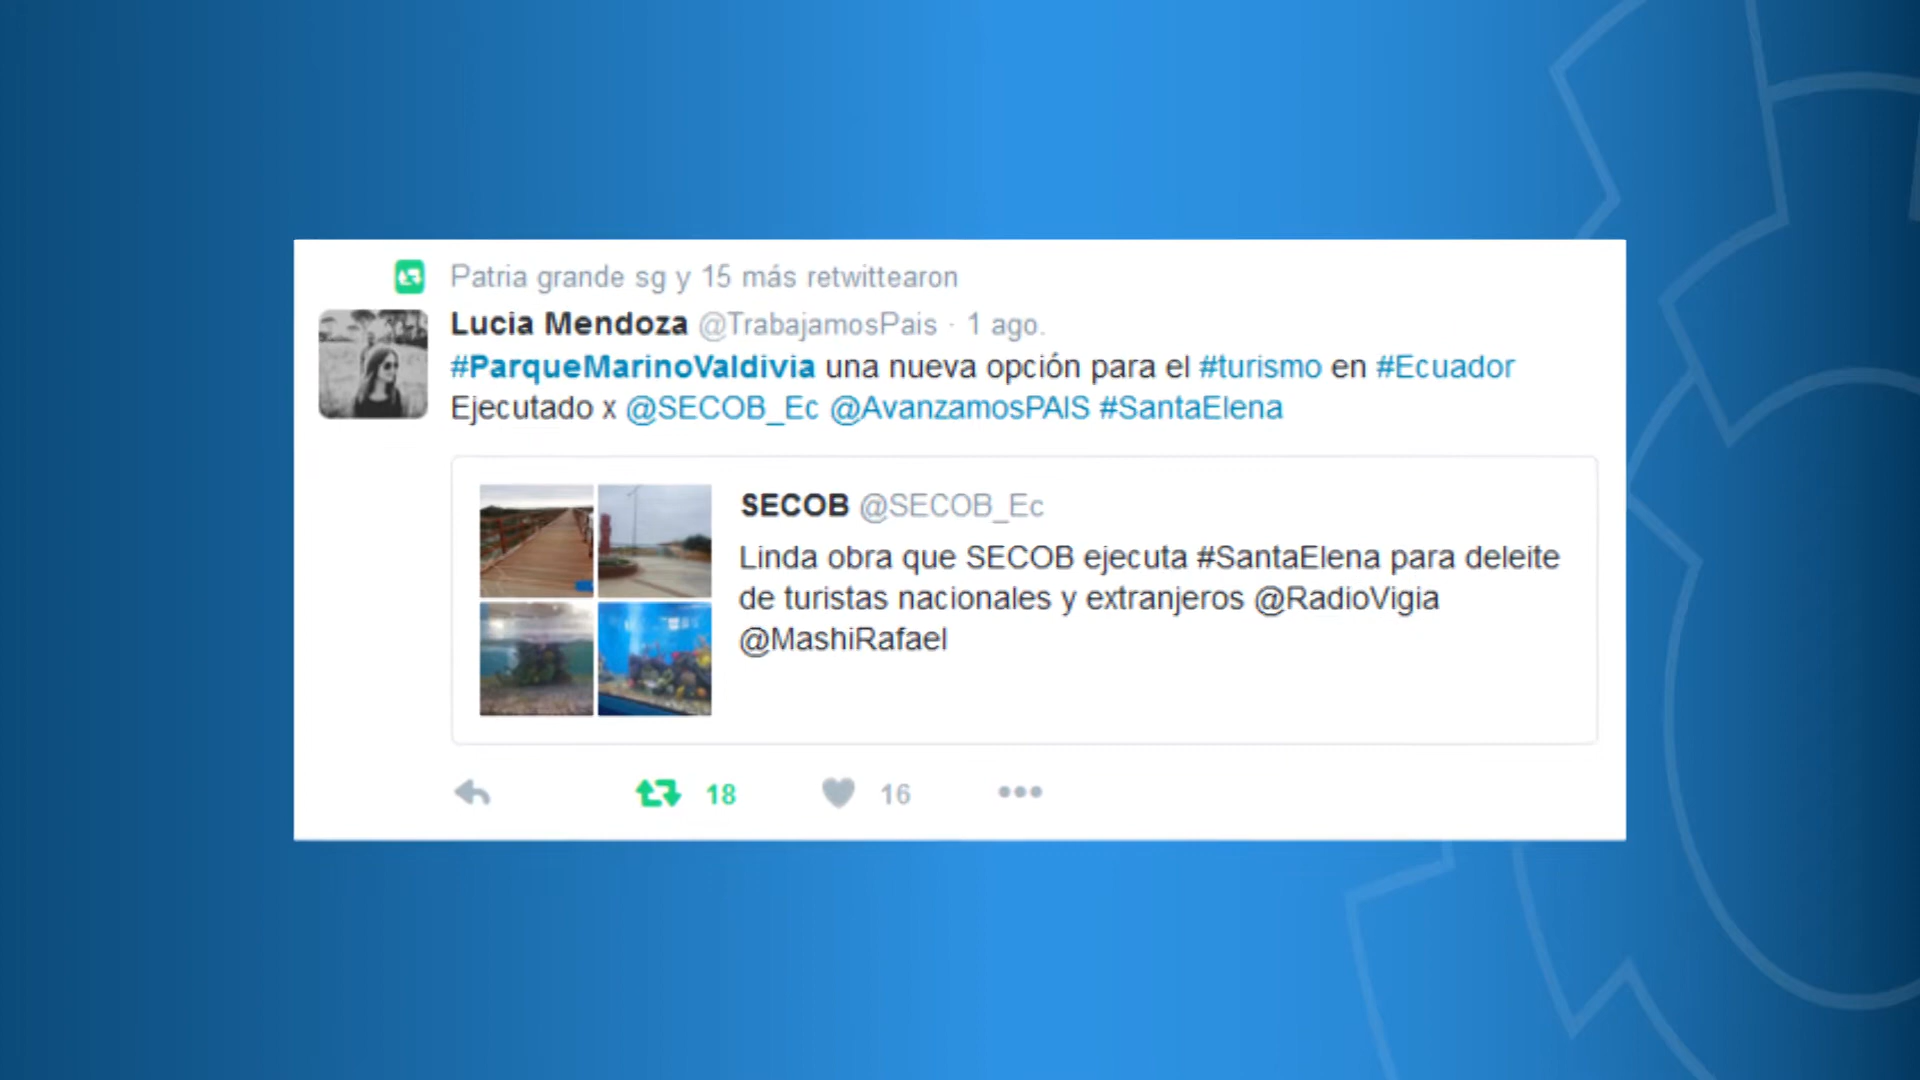 Patria grande sg y 15 más retwittearon
Lucia Mendoza @TrabajamosPais · 1 ago.
#ParqueMarinoValdivia una nueva opción para el #turismo en #Ecuador
Ejecutado x @SECOB_Ec @AvanzamosPAIS #SantaElena
SECOB @SECOB_Ec
Linda obra que SECOB ejecuta #SantaElena para deleite
de turistas nacionales y extranjeros @RadioVigia
@MashiRafael
18 16